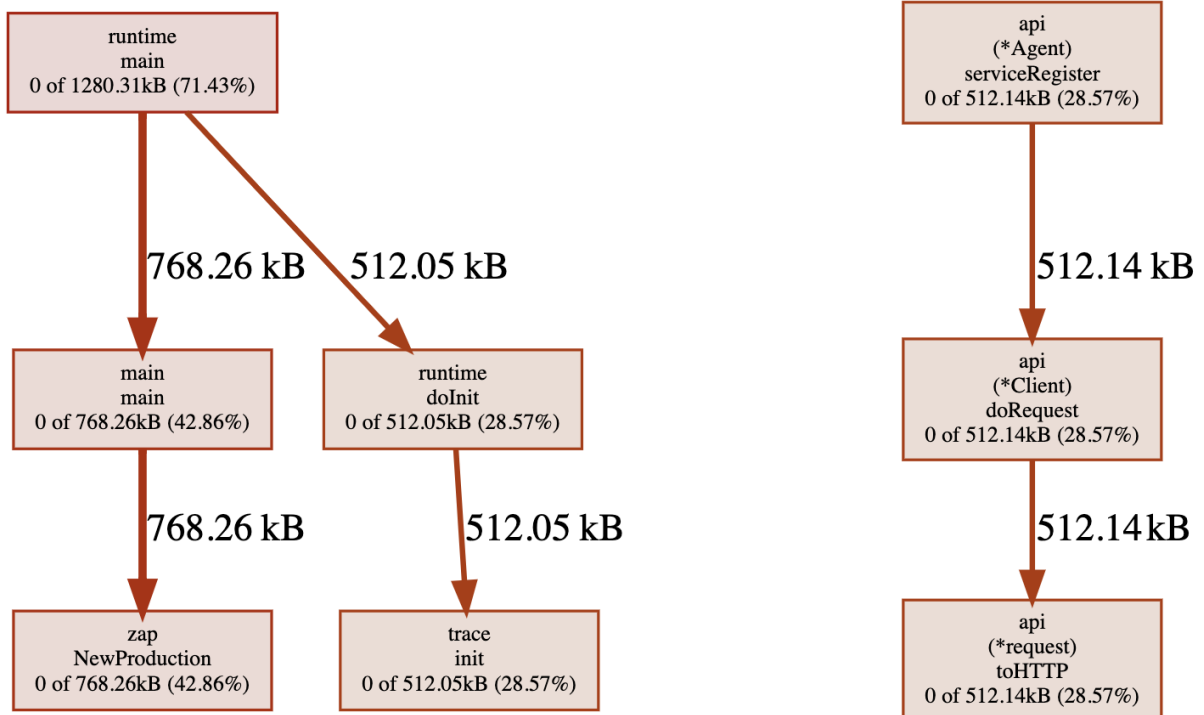 runtime
main
0 of 1280.31kB (71.43%)
api
(*Agent)
serviceRegister
0 of 512.14kB (28.57%)
768.26 kB
512.05 kB
512.14 kB
main
main
0 of 768.26kB (42.86%)
runtime
doInit
0 of 512.05kB (28.57%)
api
(*Client)
doRequest
0 of 512.14kB (28.57%)
768.26 kB
512.05 kB
512.14 kB
zap
NewProduction
0 of 768.26kB (42.86%)
trace
init
0 of 512.05kB (28.57%)
api
(*request)
toHTTP
0 of 512.14kB (28.57%)